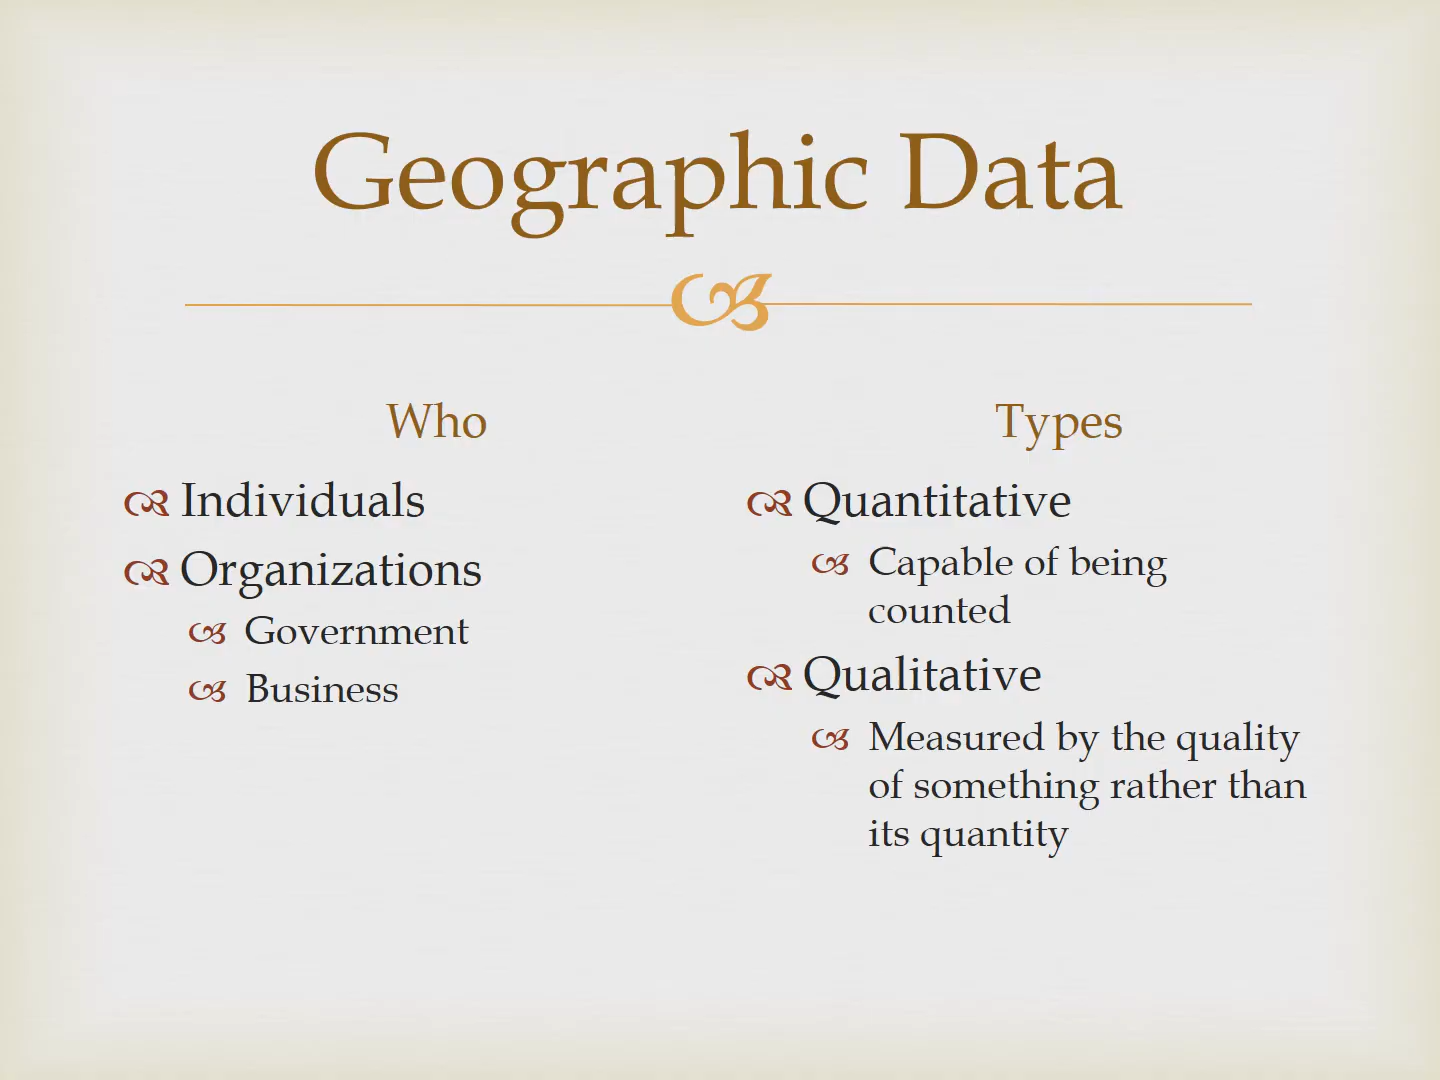 Geographic Data
Who
Individuals
Organizations
Government
Business
Types
Quantitative
Capable of being
counted
Qualitative
Measured by the quality
of something rather than
its quantity